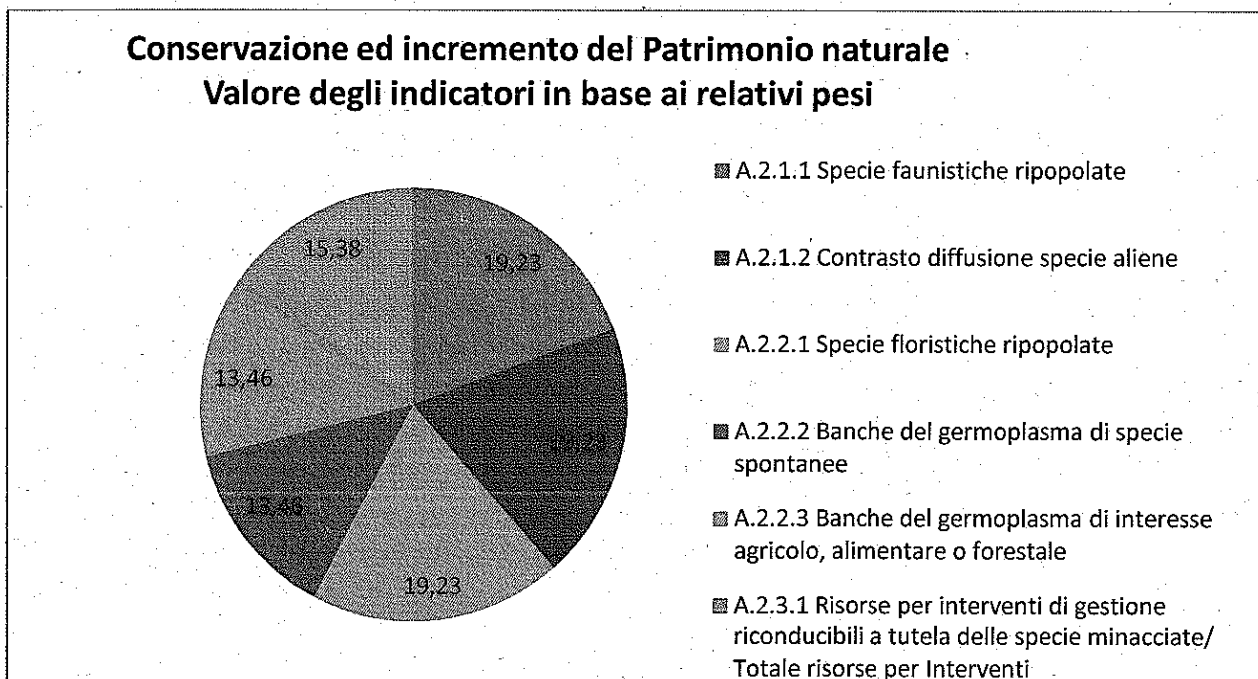 Conservazione ed incremento del Patrimonio naturale
Valore degli indicatori in base ai relativi pesi
A.2.1.1 Specie faunistiche ripopolate
15,38
19,23
A.2.1.2 Contrasto diffusione specie aliene
A.2.2.1 Specie floristiche ripopolate
13,46
A.2.2.2 Banche del germoplasma di specie
spontanee
13,46
A.2.2.3 Banche del germoplasma di interesse
agricolo, alimentare o forestale
19,23
A.2.3.1 Risorse per interventi di gestione
riconducibili a tutela delle specie minacciate/
Totale risorse per Interventi